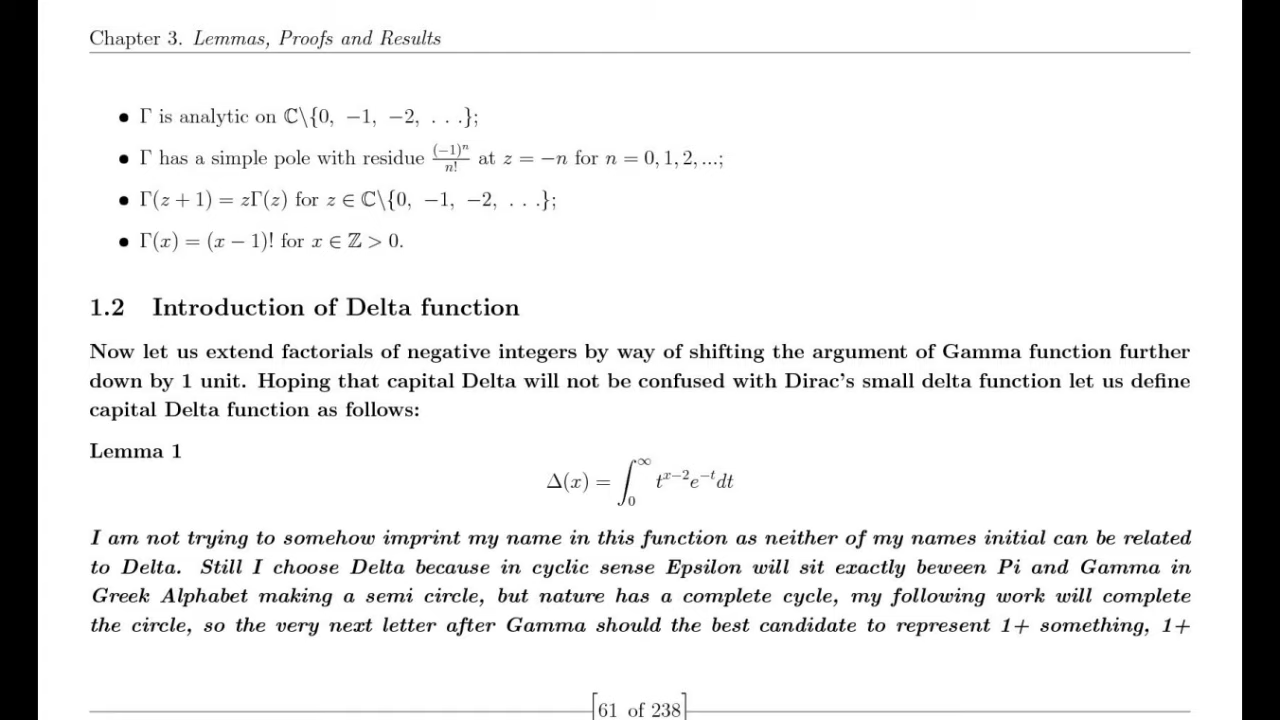 Chapter 3. Lemmas, Proofs and Results
• Γ is analytic on ℂ\{0, −1, −2, . . .};
• Γ has a simple pole with residue (−1)ⁿ/n! at z = −n for n = 0, 1, 2, ...;
• Γ(z + 1) = zΓ(z) for z ∈ ℂ\{0, −1, −2, . . .};
• Γ(x) = (x − 1)! for x ∈ ℤ > 0.
1.2 Introduction of Delta function
Now let us extend factorials of negative integers by way of shifting the argument of Gamma function further
down by 1 unit. Hoping that capital Delta will not be confused with Dirac's small delta function let us define
capital Delta function as follows:
Lemma 1
Δ(x) = ∫₀^∞ t^{x−2}e^{−t}dt
I am not trying to somehow imprint my name in this function as neither of my names initial can be related
to Delta. Still I choose Delta because in cyclic sense Epsilon will sit exactly beween Pi and Gamma in
Greek Alphabet making a semi circle, but nature has a complete cycle, my following work will complete
the circle, so the very next letter after Gamma should the best candidate to represent 1+ something, 1+
[61 of 238]